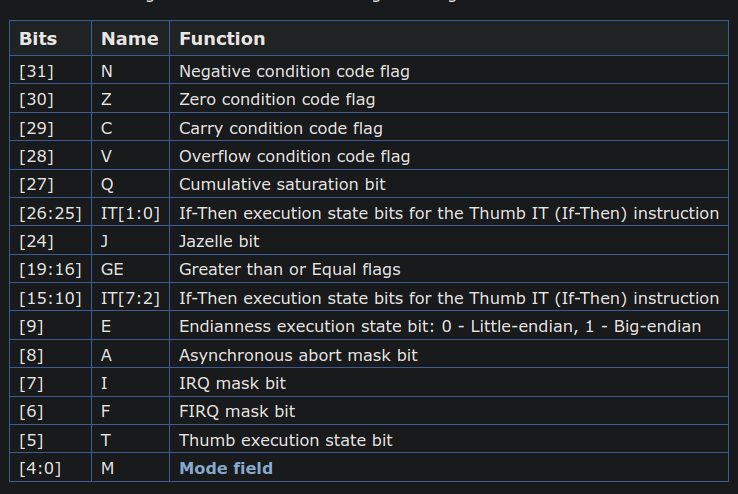 Bits Name Function
[31] N Negative condition code flag
[30] Z Zero condition code flag
[29] C Carry condition code flag
[28] V Overflow condition code flag
[27] Q Cumulative saturation bit
[26:25] IT[1:0] If-Then execution state bits for the Thumb IT (If-Then) instruction
[24] J Jazelle bit
[19:16] GE Greater than or Equal flags
[15:10] IT[7:2] If-Then execution state bits for the Thumb IT (If-Then) instruction
[9] E Endianness execution state bit: 0 - Little-endian, 1 - Big-endian
[8] A Asynchronous abort mask bit
[7] I IRQ mask bit
[6] F FIRQ mask bit
[5] T Thumb execution state bit
[4:0] M Mode field